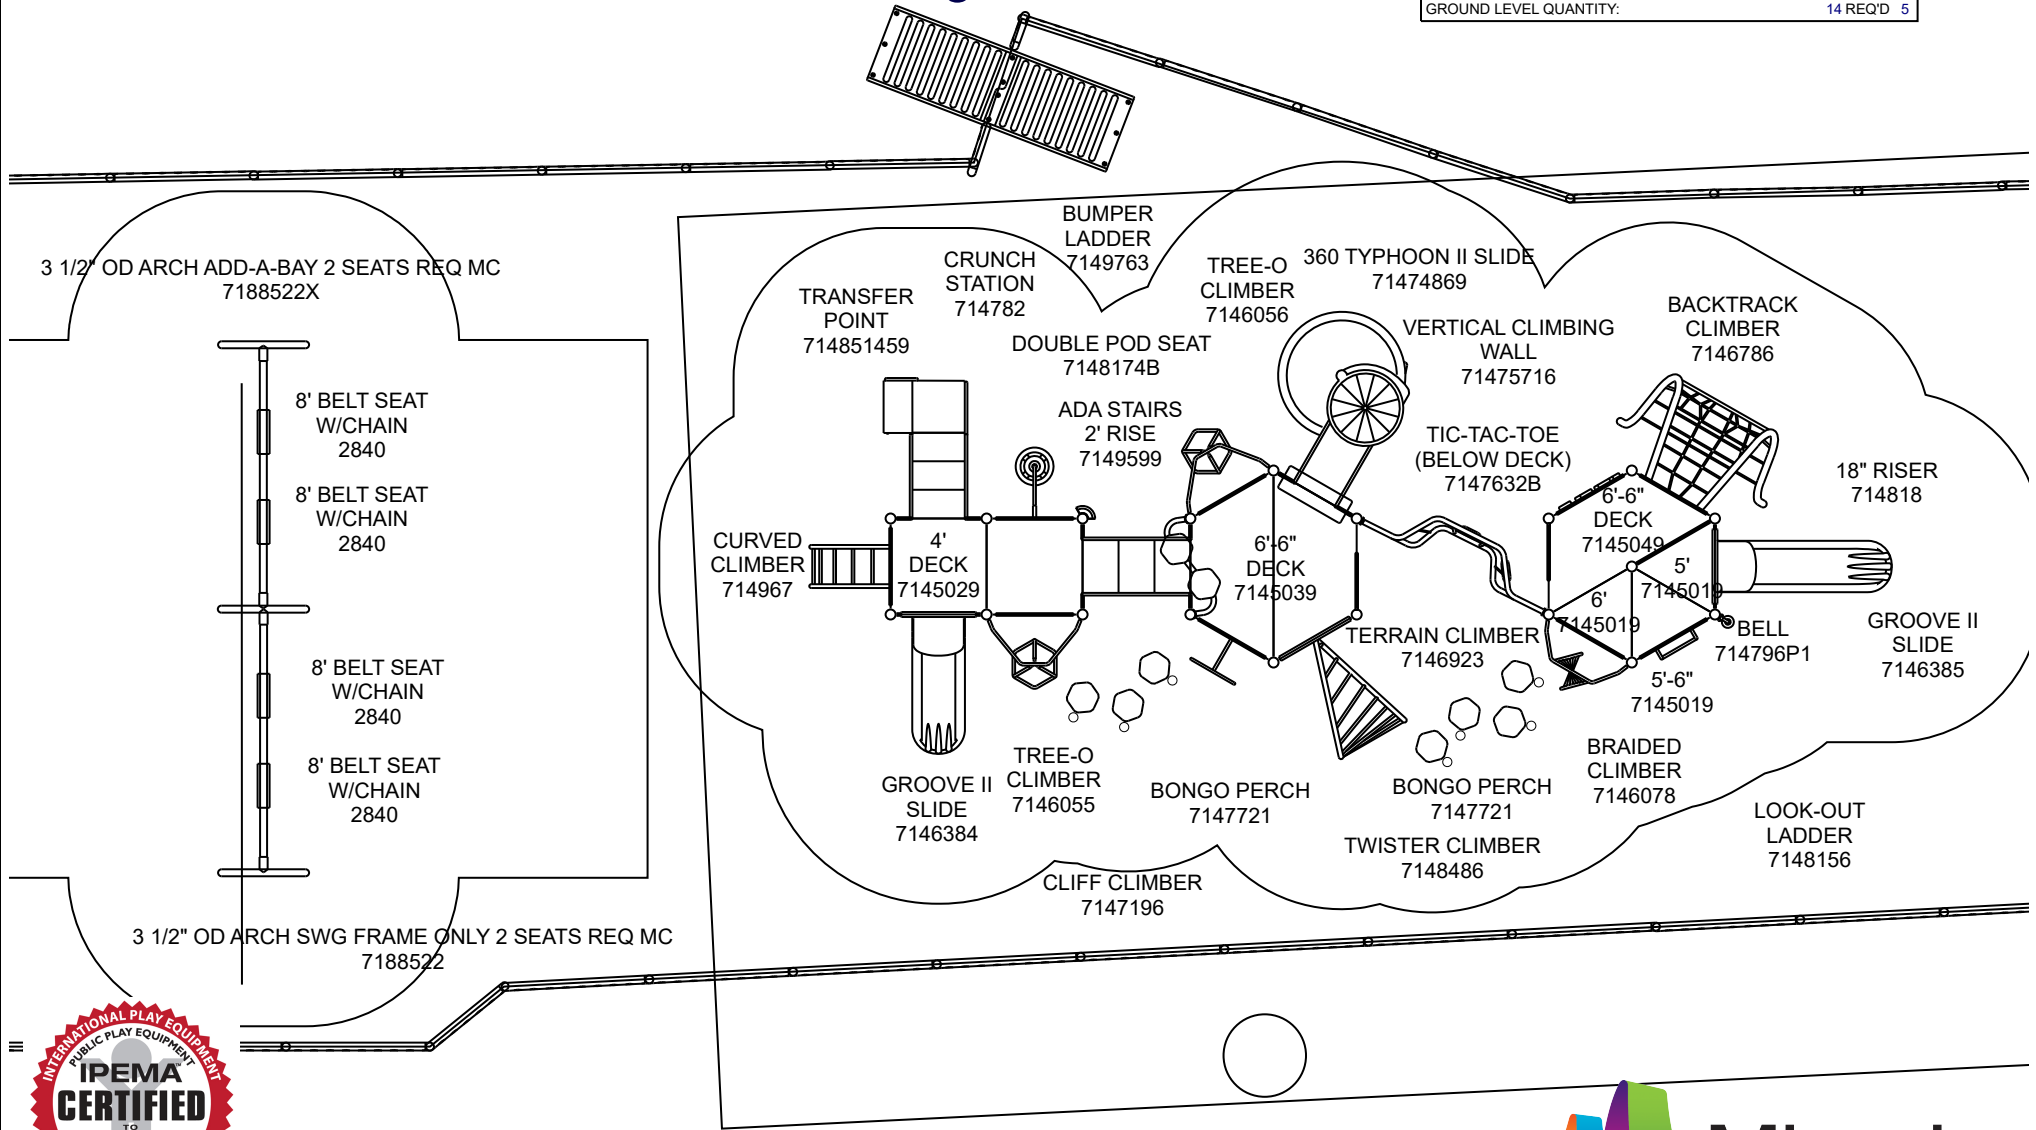 GROUND LEVEL QUANTITY: 14 REQ'D 5
3 1/2" OD ARCH ADD-A-BAY 2 SEATS REQ MC
7188522X
8' BELT SEAT
W/CHAIN
2840
8' BELT SEAT
W/CHAIN
2840
8' BELT SEAT
W/CHAIN
2840
8' BELT SEAT
W/CHAIN
2840
3 1/2" OD ARCH SWG FRAME ONLY 2 SEATS REQ MC
7188522
BUMPER
LADDER
7149763
CRUNCH
STATION
714782
TRANSFER
POINT
714851459
DOUBLE POD SEAT
7148174B
ADA STAIRS
2' RISE
7149599
TREE-O
CLIMBER
7146056
360 TYPHOON II SLIDE
71474869
VERTICAL CLIMBING
WALL
71475716
BACKTRACK
CLIMBER
7146786
TIC-TAC-TOE
(BELOW DECK)
7147632B
18" RISER
714818
CURVED
CLIMBER
714967
4'
DECK
7145029
6'-6"
DECK
7145039
6'-6"
DECK
7145049
5'
7145019
6'
7145019
5'-6"
7145019
BELL
714796P1
GROOVE II
SLIDE
7146385
TERRAIN CLIMBER
7146923
GROOVE II
SLIDE
7146384
TREE-O
CLIMBER
7146055
BONGO PERCH
7147721
BONGO PERCH
7147721
BRAIDED
CLIMBER
7146078
LOOK-OUT
LADDER
7148156
TWISTER CLIMBER
7148486
CLIFF CLIMBER
7147196
INTERNATIONAL PLAY EQUIPMENT
PUBLIC PLAY EQUIPMENT
IPEMA
CERTIFIED
TO